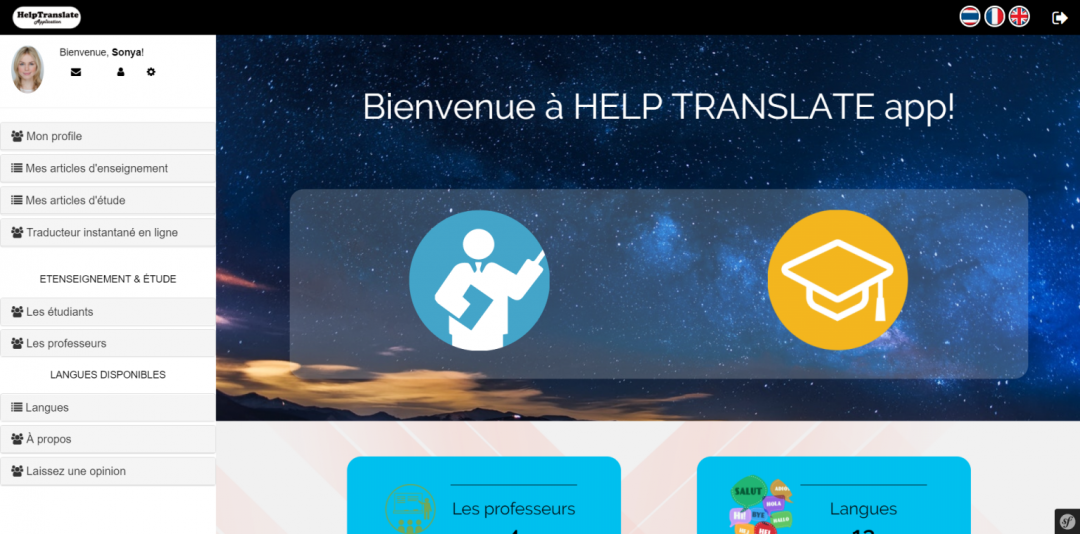 HelpTranslate
Application
Bienvenue, Sonya!
Mon profile
Mes articles d'enseignement
Mes articles d'étude
Traducteur instantané en ligne
ETENSEIGNEMENT & ÉTUDE
Les étudiants
Les professeurs
LANGUES DISPONIBLES
Langues
À propos
Laissez une opinion
Bienvenue à HELP TRANSLATE app!
Les professeurs
SALUT
HOLA
HALLO
Langues
sf